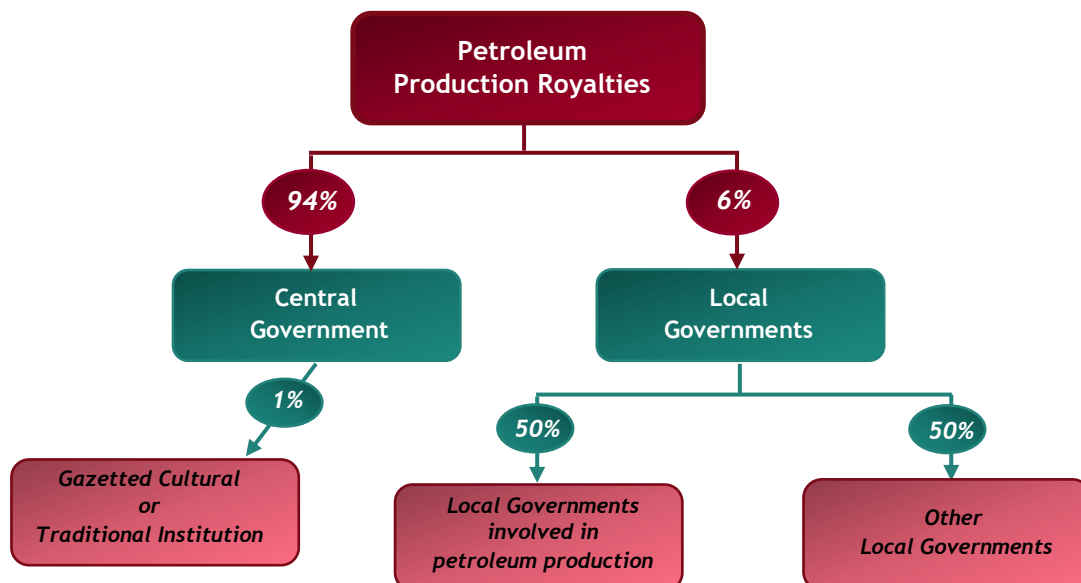 Petroleum
Production Royalties
94%
6%
Central
Government
Local
Governments
1%
50%
50%
Gazetted Cultural
or
Traditional Institution
Local Governments
involved in
petroleum production
Other
Local Governments